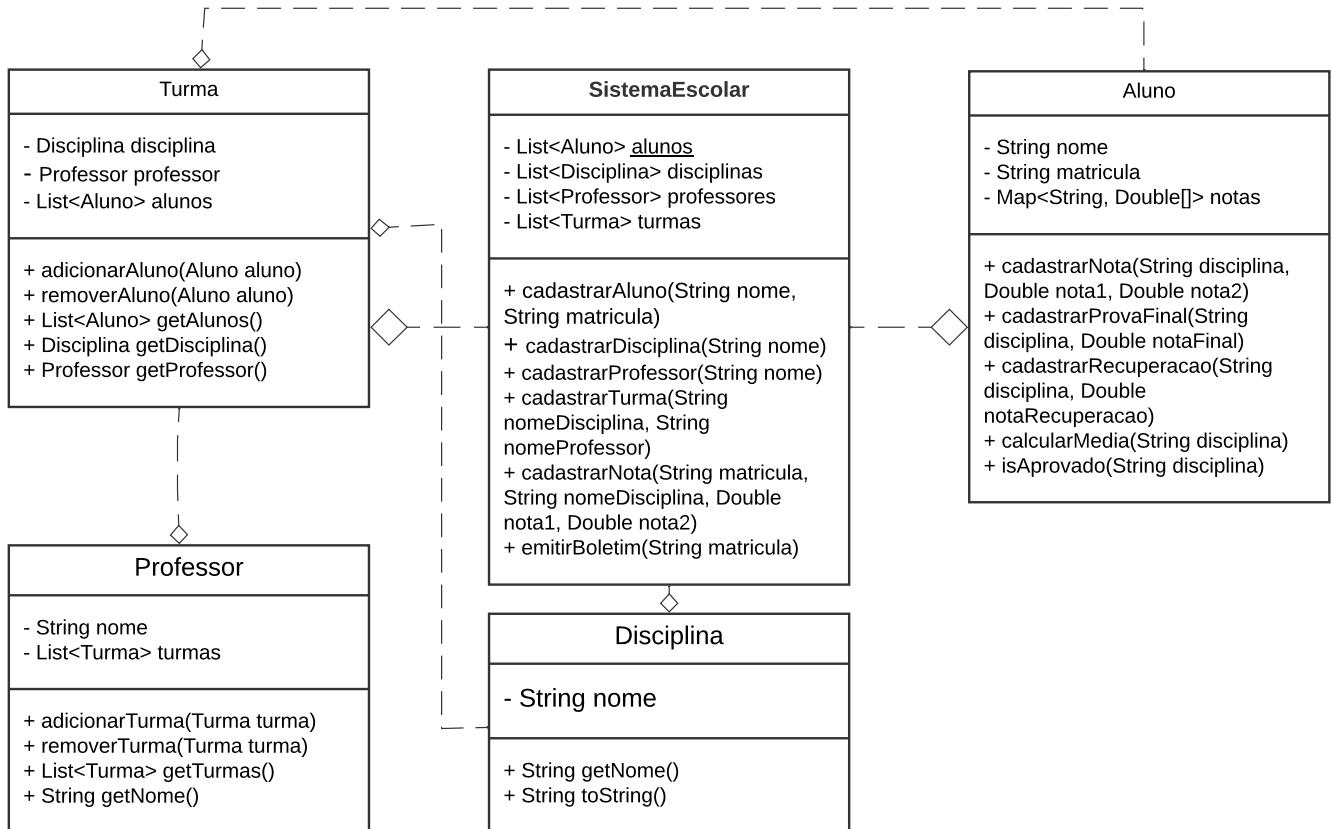 Turma
- Disciplina disciplina
- Professor professor
- List<Aluno> alunos
+ adicionarAluno(Aluno aluno)
+ removerAluno(Aluno aluno)
+ List<Aluno> getAlunos()
+ Disciplina getDisciplina()
+ Professor getProfessor()
SistemaEscolar
- List<Aluno> alunos
- List<Disciplina> disciplinas
- List<Professor> professores
- List<Turma> turmas
+ cadastrarAluno(String nome,
String matricula)
+ cadastrarDisciplina(String nome)
+ cadastrarProfessor(String nome)
+ cadastrarTurma(String
nomeDisciplina, String
nomeProfessor)
+ cadastrarNota(String matricula,
String nomeDisciplina, Double
nota1, Double nota2)
+ emitirBoletim(String matricula)
Aluno
- String nome
- String matricula
- Map<String, Double[]> notas
+ cadastrarNota(String disciplina,
Double nota1, Double nota2)
+ cadastrarProvaFinal(String
disciplina, Double notaFinal)
+ cadastrarRecuperacao(String
disciplina, Double
notaRecuperacao)
+ calcularMedia(String disciplina)
+ isAprovado(String disciplina)
Professor
- String nome
- List<Turma> turmas
+ adicionarTurma(Turma turma)
+ removerTurma(Turma turma)
+ List<Turma> getTurmas()
+ String getNome()
Disciplina
- String nome
+ String getNome()
+ String toString()